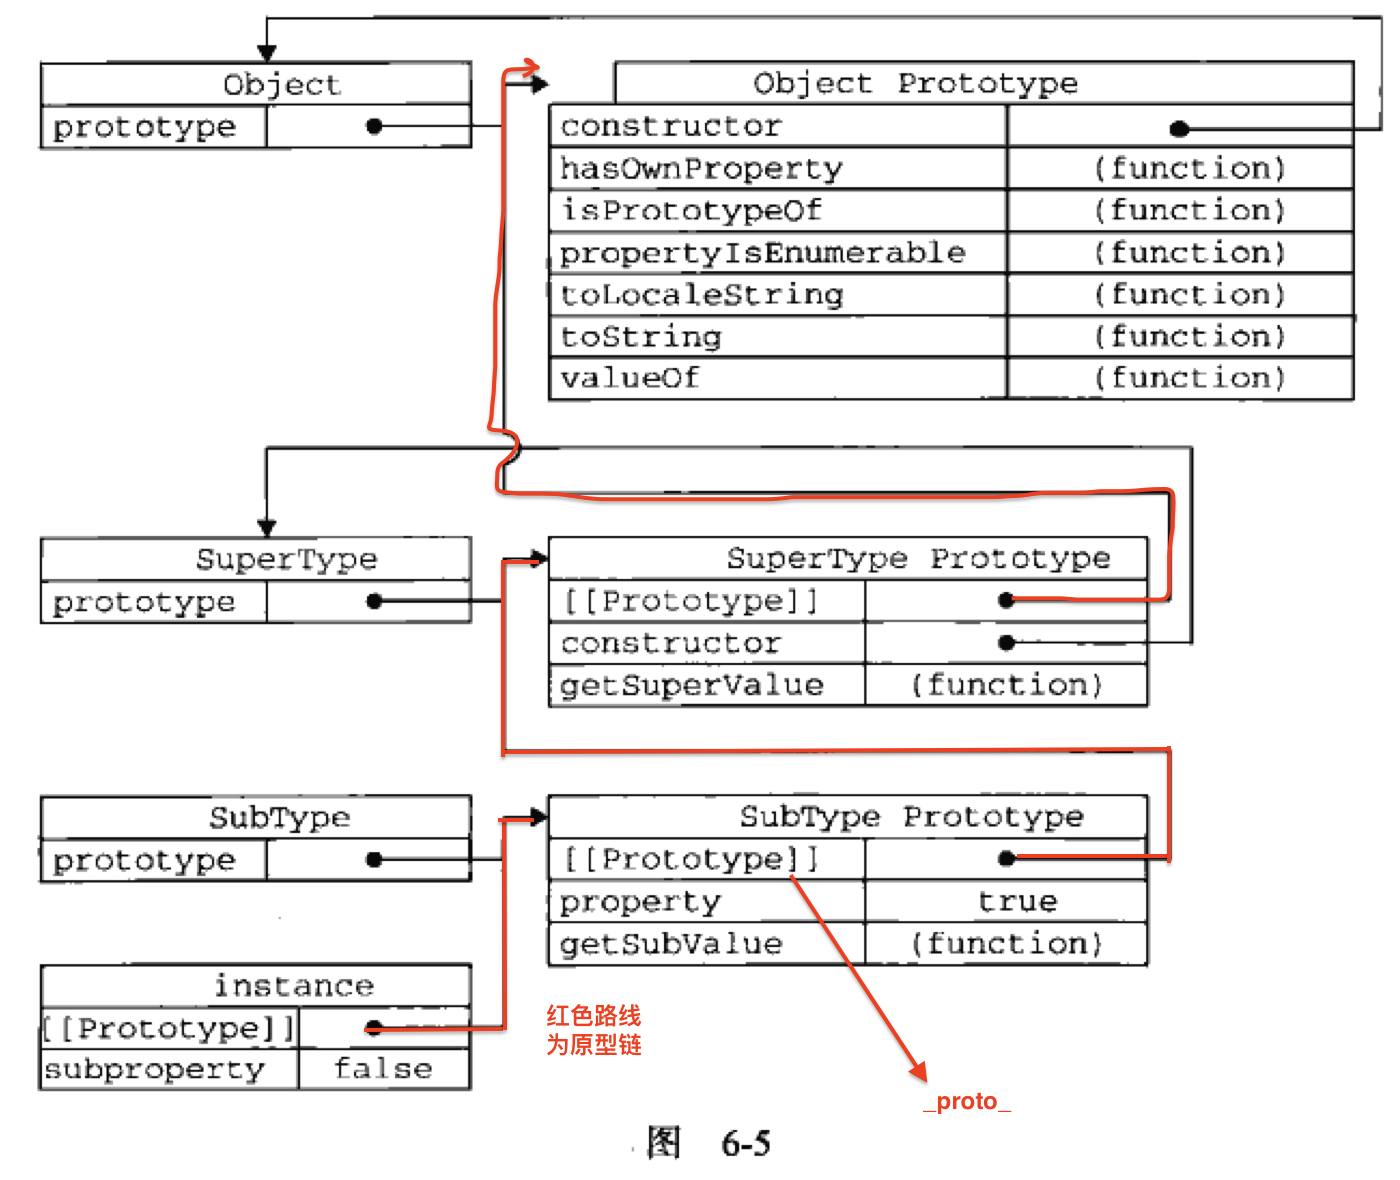 Object
prototype
Object Prototype
constructor
hasOwnProperty (function)
isPrototypeOf (function)
propertyIsEnumerable (function)
toLocaleString (function)
toString (function)
valueOf (function)
SuperType
prototype
SuperType Prototype
[[Prototype]]
constructor
getSuperValue (function)
SubType
prototype
SubType Prototype
[[Prototype]]
property true
getSubValue (function)
instance
[[Prototype]]
subproperty false
红色路线
为原型链
_proto_
图 6-5